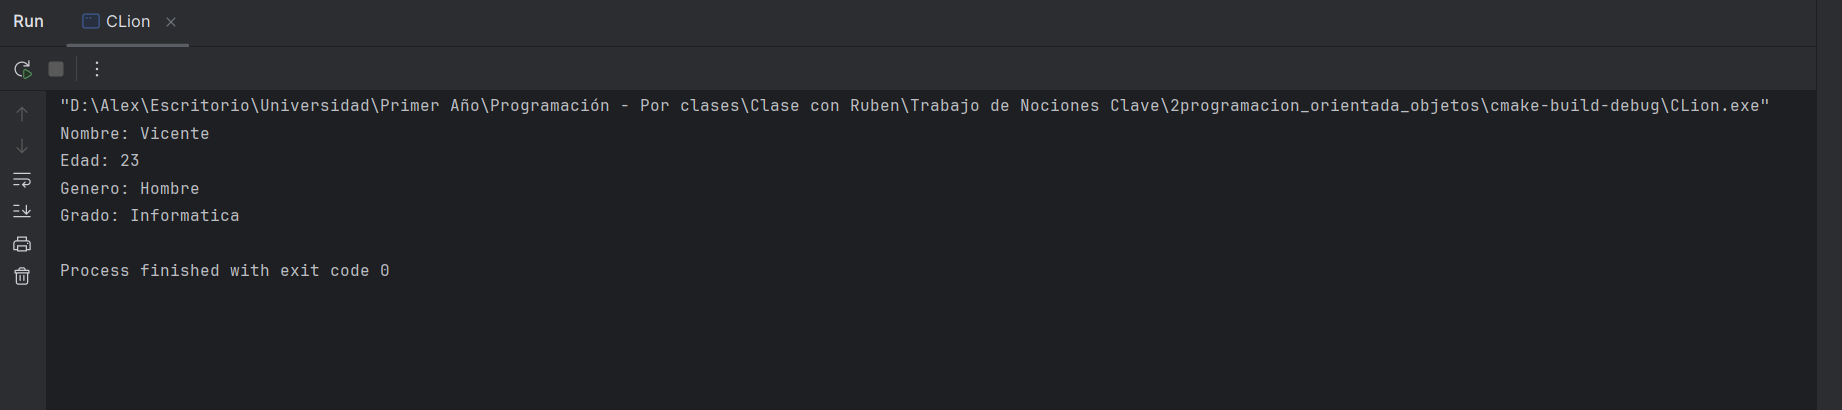 Run CLion
"D:\Alex\Escritorio\Universidad\Primer Año\Programación - Por clases\Clase con Ruben\Trabajo de Nociones Clave\2programacion_orientada_objetos\cmake-build-debug\CLion.exe"
Nombre: Vicente
Edad: 23
Genero: Hombre
Grado: Informatica
Process finished with exit code 0